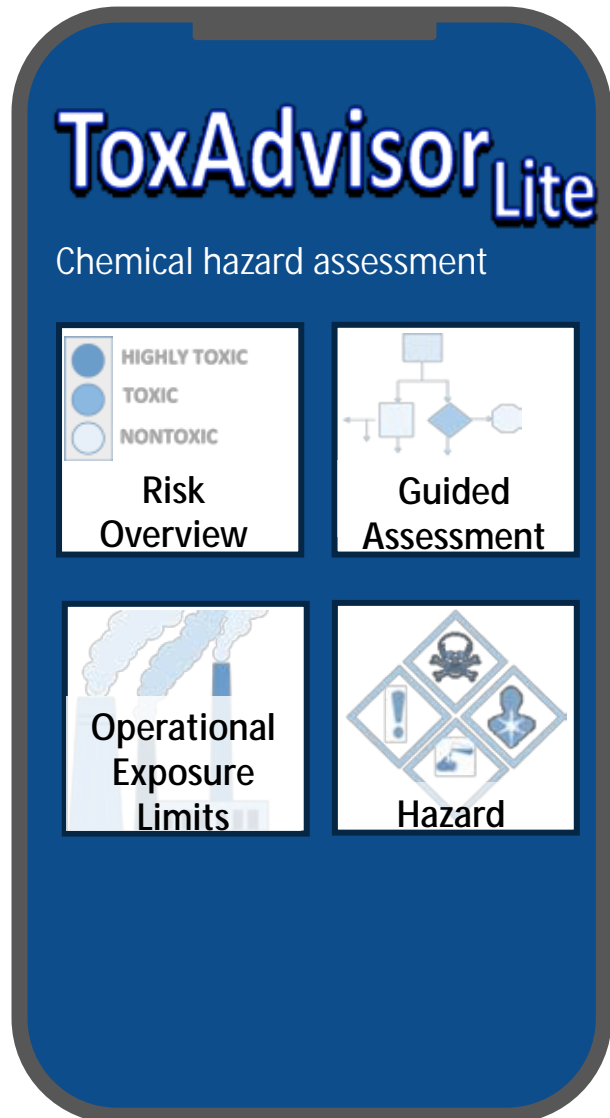 ToxAdvisor Lite
Chemical hazard assessment
HIGHLY TOXIC
TOXIC
NONTOXIC
Risk
Overview
Guided
Assessment
Operational
Exposure
Limits
Hazard